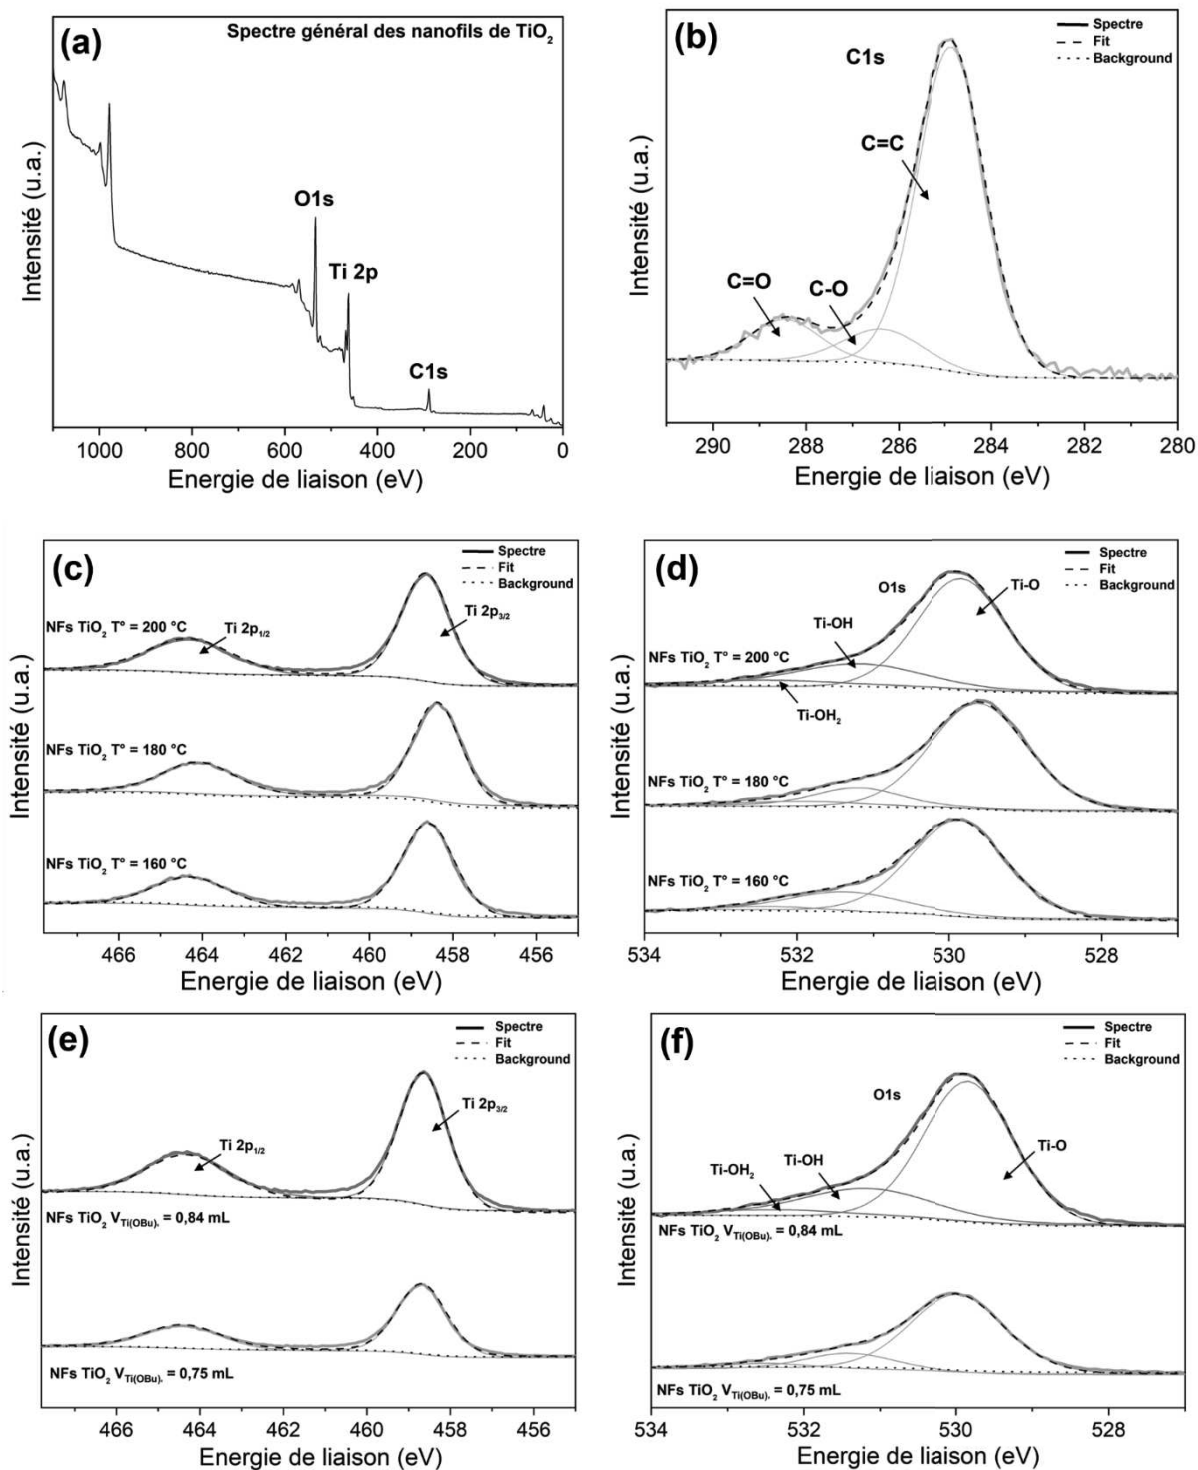 (a)
Spectre général des nanofils de TiO2
O1s
Ti 2p
C1s
Intensité (u.a.)
1000 800 600 400 200 0
Energie de liaison (eV)
(b)
Spectre
Fit
Background
C1s
C=C
C=O
C-O
Intensité (u.a.)
290 288 286 284 282 280
Energie de liaison (eV)
(c)
Spectre
Fit
Background
Ti 2p3/2
NFs TiO2 T° = 200 °C
Ti 2p1/2
NFs TiO2 T° = 180 °C
NFs TiO2 T° = 160 °C
Intensité (u.a.)
466 464 462 460 458 456
Energie de liaison (eV)
(d)
Spectre
Fit
Background
O1s
Ti-O
Ti-OH
NFs TiO2 T° = 200 °C
Ti-OH2
NFs TiO2 T° = 180 °C
NFs TiO2 T° = 160 °C
Intensité (u.a.)
534 532 530 528
Energie de liaison (eV)
(e)
Spectre
Fit
Background
Ti 2p3/2
Ti 2p1/2
NFs TiO2 VTi(OBu). = 0,84 mL
NFs TiO2 VTi(OBu). = 0,75 mL
Intensité (u.a.)
466 464 462 460 458 456
Energie de liaison (eV)
(f)
Spectre
Fit
Background
O1s
Ti-O
Ti-OH2
Ti-OH
NFs TiO2 VTi(OBu). = 0,84 mL
NFs TiO2 VTi(OBu). = 0,75 mL
Intensité (u.a.)
534 532 530 528
Energie de liaison (eV)